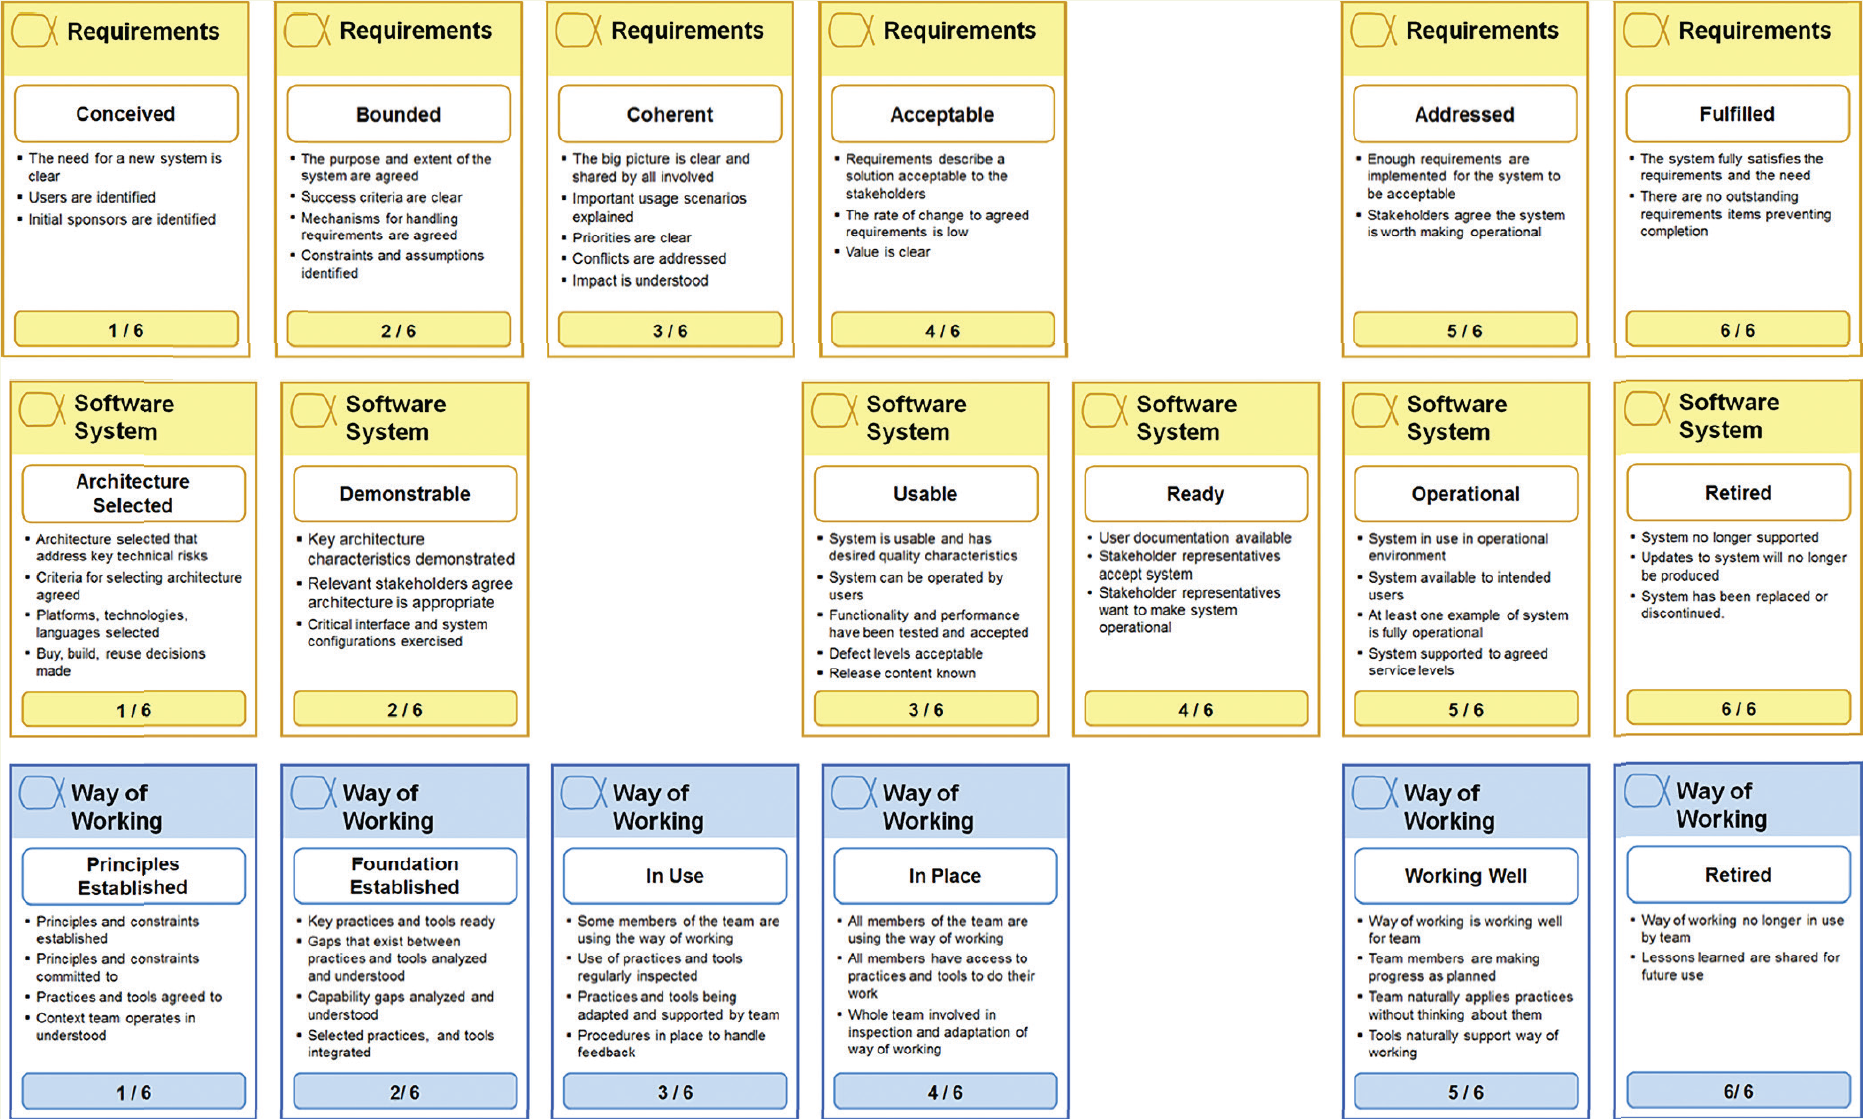 Requirements
Conceived
▪ The need for a new system is
clear
▪ Users are identified
▪ Initial sponsors are identified
1 / 6
Requirements
Bounded
▪ The purpose and extent of the
system are agreed
▪ Success criteria are clear
▪ Mechanisms for handling
requirements are agreed
▪ Constraints and assumptions
identified
2 / 6
Requirements
Coherent
▪ The big picture is clear and
shared by all involved
▪ Important usage scenarios
explained
▪ Priorities are clear
▪ Conflicts are addressed
▪ Impact is understood
3 / 6
Requirements
Acceptable
▪ Requirements describe a
solution acceptable to the
stakeholders
▪ The rate of change to agreed
requirements is low
▪ Value is clear
4 / 6
Requirements
Addressed
▪ Enough requirements are
implemented for the system to
be acceptable
▪ Stakeholders agree the system
is worth making operational
5 / 6
Requirements
Fulfilled
▪ The system fully satisfies the
requirements and the need
▪ There are no outstanding
requirements items preventing
completion
6 / 6
Software
System
Architecture
Selected
▪ Architecture selected that
address key technical risks
▪ Criteria for selecting architecture
agreed
▪ Platforms, technologies,
languages selected
▪ Buy, build, reuse decisions
made
1 / 6
Software
System
Demonstrable
▪ Key architecture
characteristics demonstrated
▪ Relevant stakeholders agree
architecture is appropriate
▪ Critical interface and system
configurations exercised
2 / 6
Software
System
Usable
▪ System is usable and has
desired quality characteristics
▪ System can be operated by
users
▪ Functionality and performance
have been tested and accepted
▪ Defect levels acceptable
▪ Release content known
3 / 6
Software
System
Ready
• User documentation available
• Stakeholder representatives
accept system
• Stakeholder representatives
want to make system
operational
4 / 6
Software
System
Operational
▪ System in use in operational
environment
▪ System available to intended
users
▪ At least one example of system
is fully operational
▪ System supported to agreed
service levels
5 / 6
Software
System
Retired
▪ System no longer supported
▪ Updates to system will no longer
be produced
▪ System has been replaced or
discontinued.
6 / 6
Way of
Working
Principles
Established
▪ Principles and constraints
established
▪ Principles and constraints
committed to
▪ Practices and tools agreed to
▪ Context team operates in
understood
1 / 6
Way of
Working
Foundation
Established
▪ Key practices and tools ready
▪ Gaps that exist between
practices and tools analyzed
and understood
▪ Capability gaps analyzed and
understood
▪ Selected practices, and tools
integrated
2/ 6
Way of
Working
In Use
▪ Some members of the team are
using the way of working
▪ Use of practices and tools
regularly inspected
▪ Practices and tools being
adapted and supported by team
▪ Procedures in place to handle
feedback
3 / 6
Way of
Working
In Place
▪ All members of the team are
using the way of working
▪ All members have access to
practices and tools to do their
work
▪ Whole team involved in
inspection and adaptation of
way of working
4 / 6
Way of
Working
Working Well
▪ Way of working is working well
for team
▪ Team members are making
progress as planned
▪ Team naturally applies practices
without thinking about them
▪ Tools naturally support way of
working
5 / 6
Way of
Working
Retired
▪ Way of working no longer in use
by team
▪ Lessons learned are shared for
future use
6/ 6